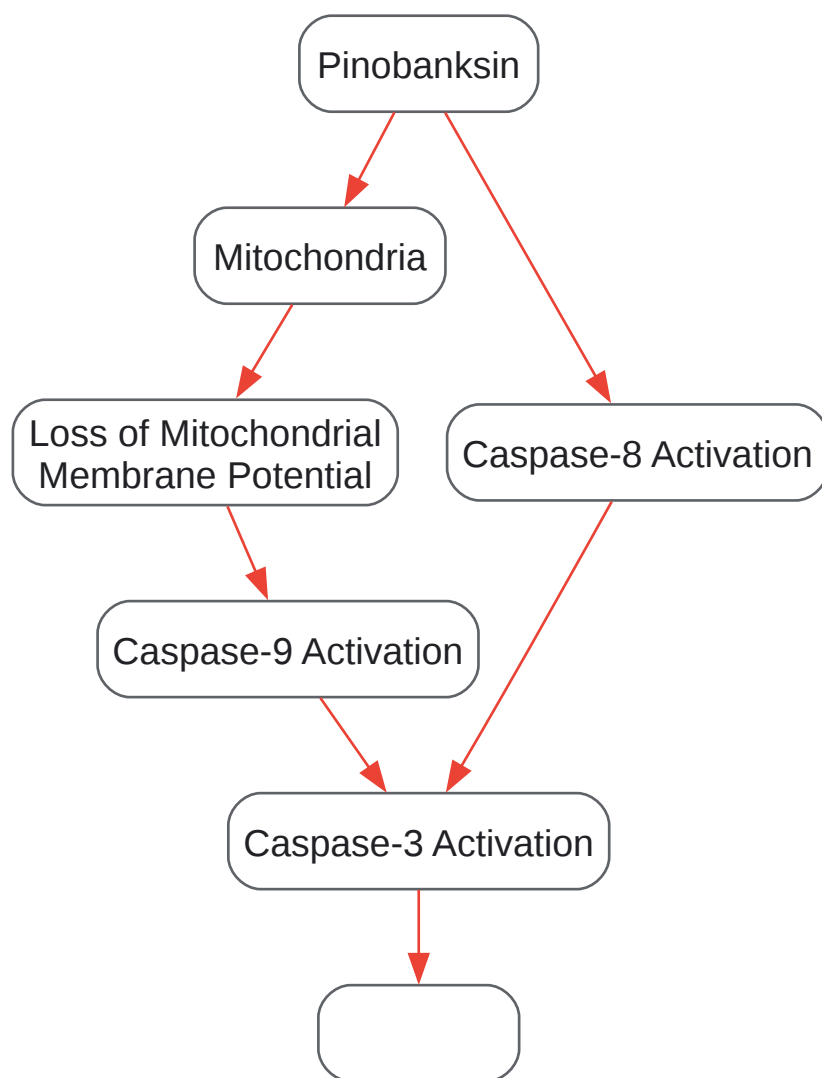 Pinobanksin
Mitochondria
Loss of Mitochondrial
Membrane Potential
Caspase-8 Activation
Caspase-9 Activation
Caspase-3 Activation